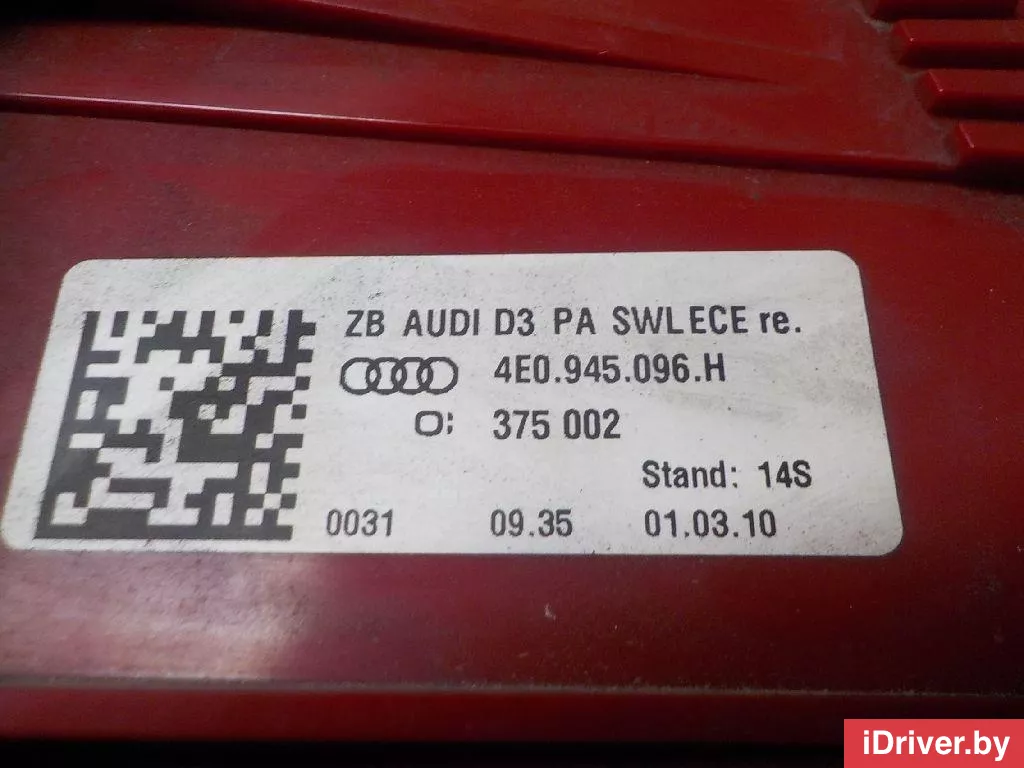 ZB AUDI D3 PA SWLECE re.
4E0.945.096.H
O: 375 002
Stand: 14S
0031 09.35 01.03.10
iDriver.by